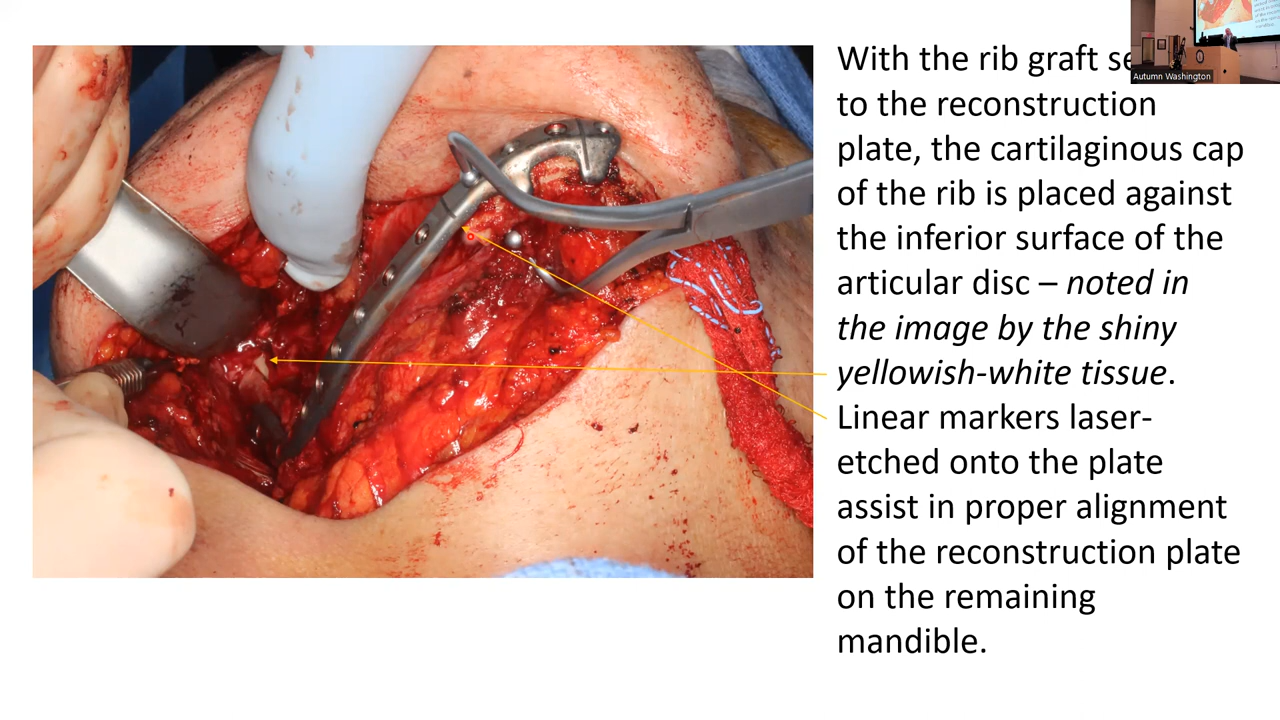 With the rib graft
to the reconstruction
plate, the cartilaginous cap
of the rib is placed against
the inferior surface of the
articular disc – noted in
the image by the shiny
yellowish-white tissue.
Linear markers laser-
etched onto the plate
assist in proper alignment
of the reconstruction plate
on the remaining
mandible.
Autumn Washington